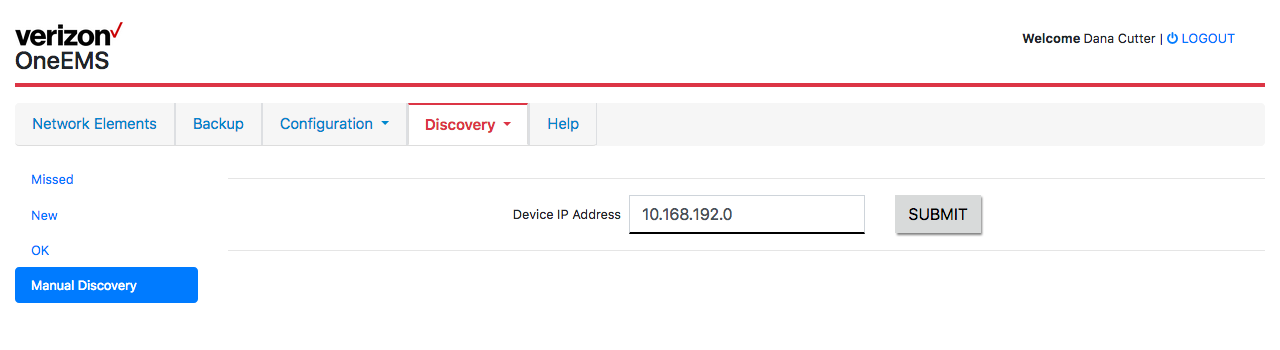 verizon✓
OneEMS
Welcome Dana Cutter | LOGOUT
Network Elements Backup Configuration Discovery Help
Missed
New
OK
Manual Discovery
Device IP Address 10.168.192.0 SUBMIT